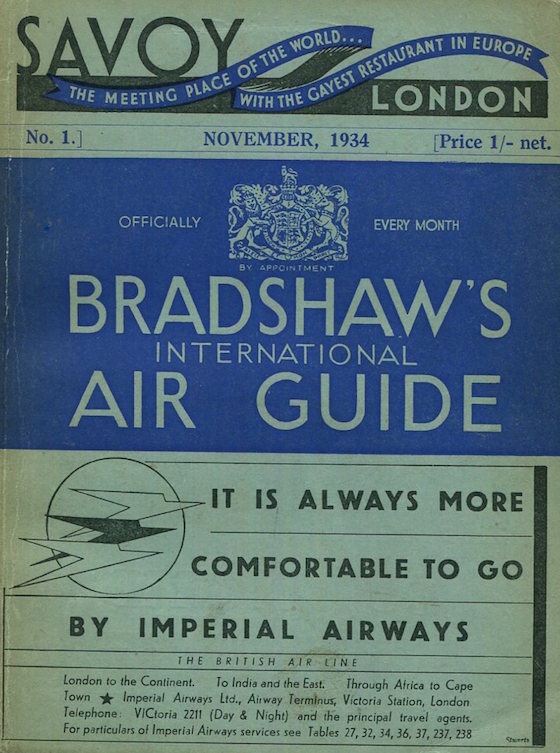 SAVOY
THE MEETING PLACE OF THE WORLD...
WITH THE GAYEST RESTAURANT IN EUROPE
LONDON
No. 1.] NOVEMBER, 1934 [Price 1/- net.
OFFICIALLY EVERY MONTH
BY APPOINTMENT
BRADSHAW'S
INTERNATIONAL
AIR GUIDE
IT IS ALWAYS MORE
COMFORTABLE TO GO
BY IMPERIAL AIRWAYS
THE BRITISH AIR LINE
London to the Continent. To India and the East. Through Africa to Cape
Town ★ Imperial Airways Ltd., Airway Terminus, Victoria Station, London
Telephone: VICtoria 2211 (Day & Night) and the principal travel agents.
For particulars of Imperial Airways services see Tables 27, 32, 34, 36, 37, 237, 238
Stuarts